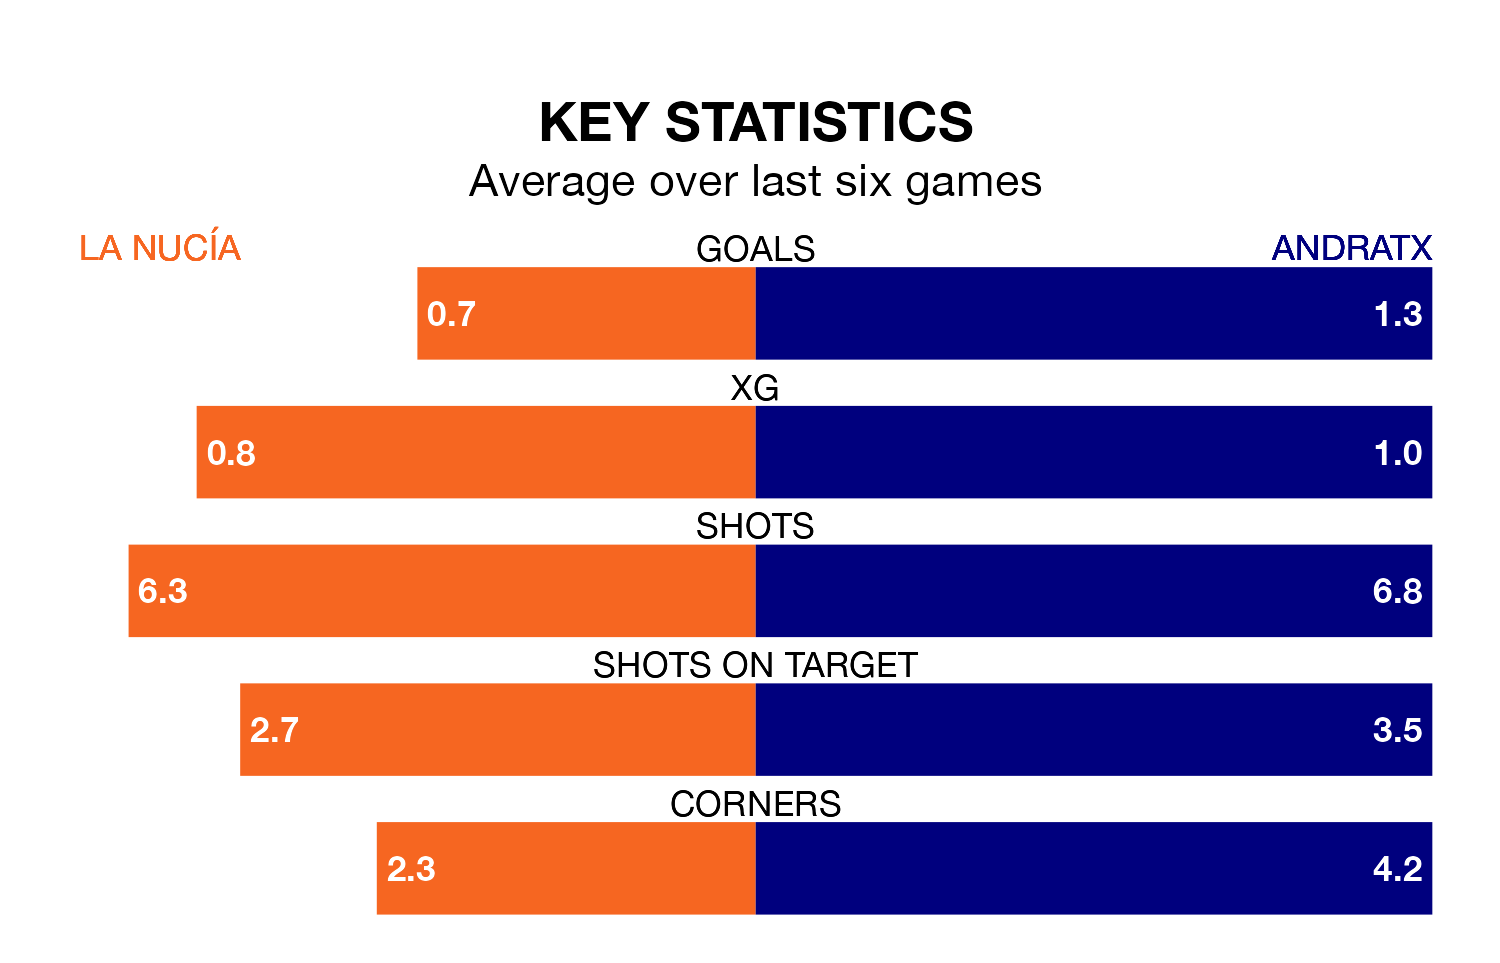 KEY STATISTICS
Average over last six games
LA NUCÍA GOALS ANDRATX
0.7 1.3
XG
0.8 1.0
SHOTS
6.3 6.8
SHOTS ON TARGET
2.7 3.5
CORNERS
2.3 4.2